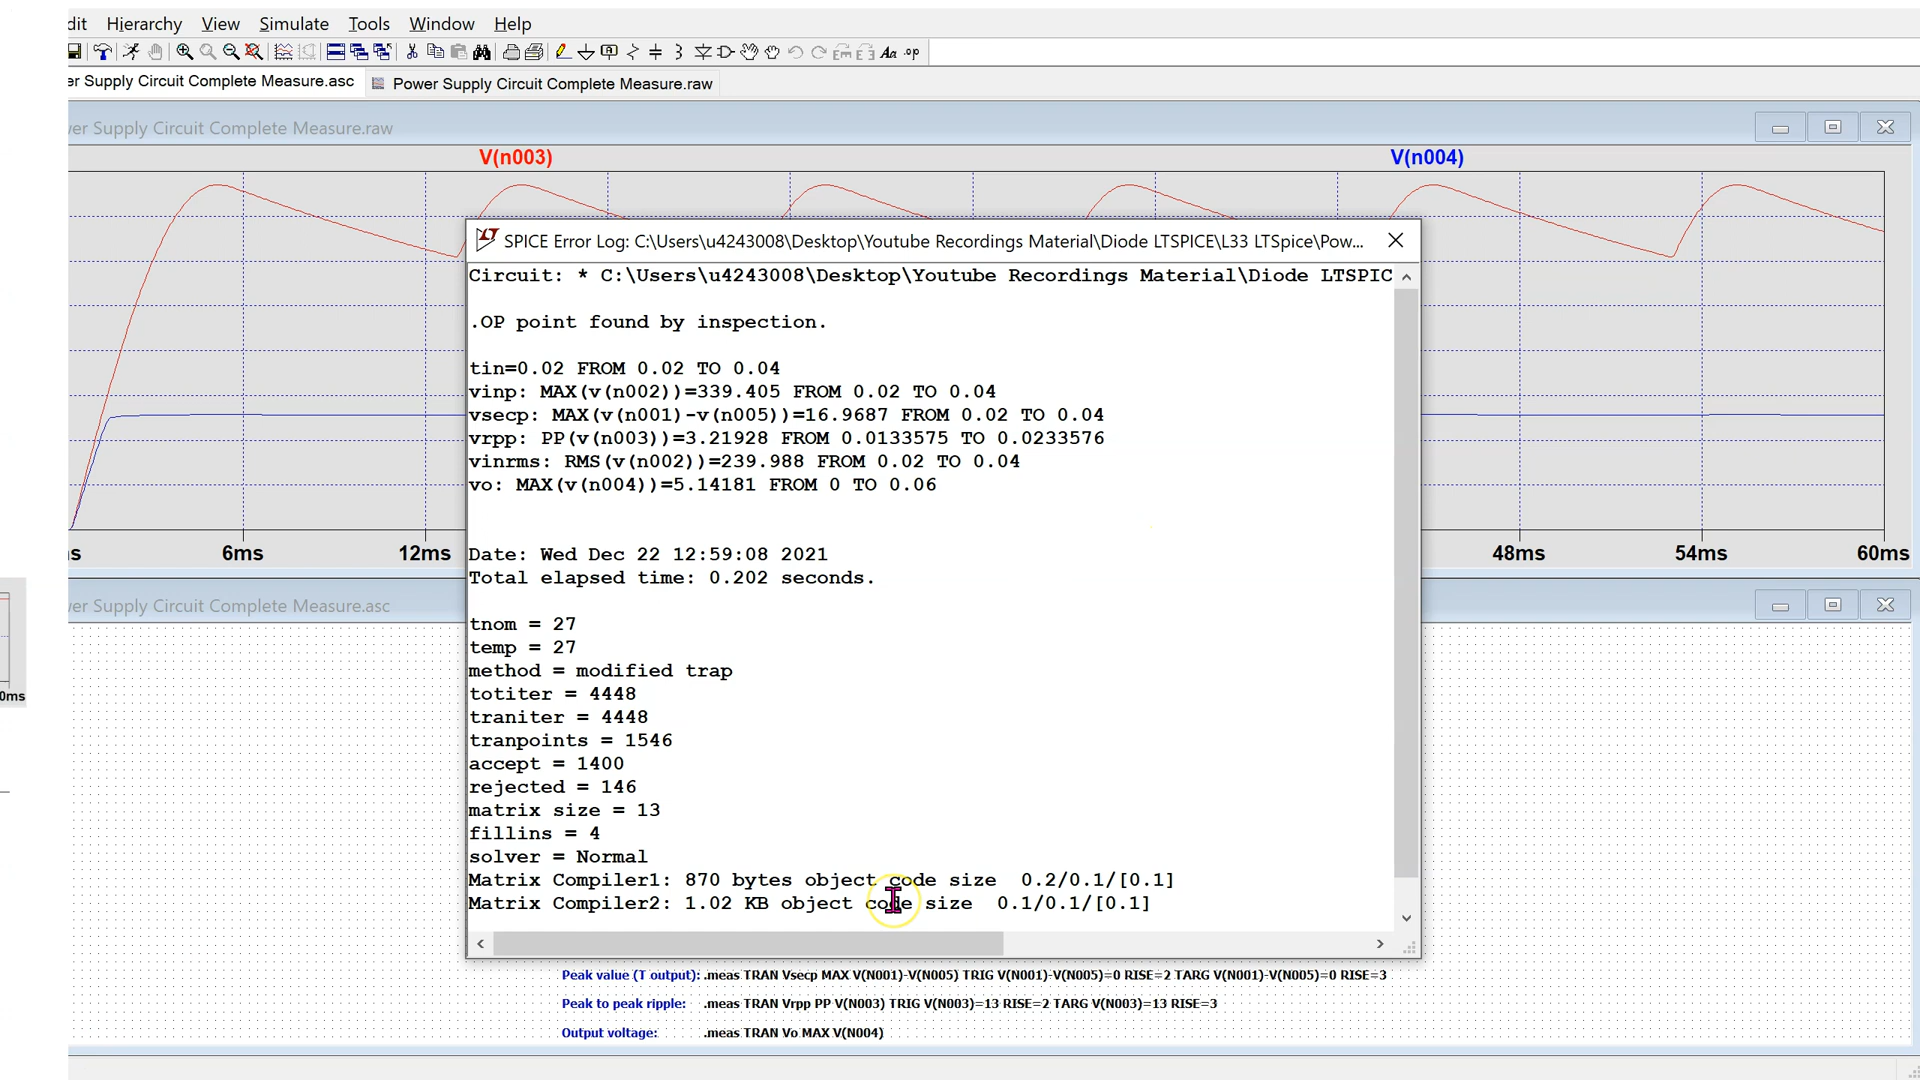 dit Hierarchy View Simulate Tools Window Help
er Supply Circuit Complete Measure.asc Power Supply Circuit Complete Measure.raw
wer Supply Circuit Complete Measure.raw
V(n003) V(n004)
SPICE Error Log: C:\Users\u4243008\Desktop\Youtube Recordings Material\Diode LTSPICE\L33 LTSpice\Pow...
Circuit: * C:\Users\u4243008\Desktop\Youtube Recordings Material\Diode LTSPIC
.OP point found by inspection.
tin=0.02 FROM 0.02 TO 0.04
vinp: MAX(v(n002))=339.405 FROM 0.02 TO 0.04
vsecp: MAX(v(n001)-v(n005))=16.9687 FROM 0.02 TO 0.04
vrpp: PP(v(n003))=3.21928 FROM 0.0133575 TO 0.0233576
vinrms: RMS(v(n002))=239.988 FROM 0.02 TO 0.04
vo: MAX(v(n004))=5.14181 FROM 0 TO 0.06
s 6ms 12ms 48ms 54ms 60ms
Date: Wed Dec 22 12:59:08 2021
Total elapsed time: 0.202 seconds.
wer Supply Circuit Complete Measure.asc
tnom = 27
temp = 27
method = modified trap
totiter = 4448
0ms
traniter = 4448
tranpoints = 1546
accept = 1400
rejected = 146
matrix size = 13
fillins = 4
solver = Normal
Matrix Compiler1: 870 bytes object code size 0.2/0.1/[0.1]
Matrix Compiler2: 1.02 KB object code size 0.1/0.1/[0.1]
Peak value (T output): .meas TRAN Vsecp MAX V(N001)-V(N005) TRIG V(N001)-V(N005)=0 RISE=2 TARG V(N001)-V(N005)=0 RISE=3
Peak to peak ripple: .meas TRAN Vrpp PP V(N003) TRIG V(N003)=13 RISE=2 TARG V(N003)=13 RISE=3
Output voltage: .meas TRAN Vo MAX V(N004)